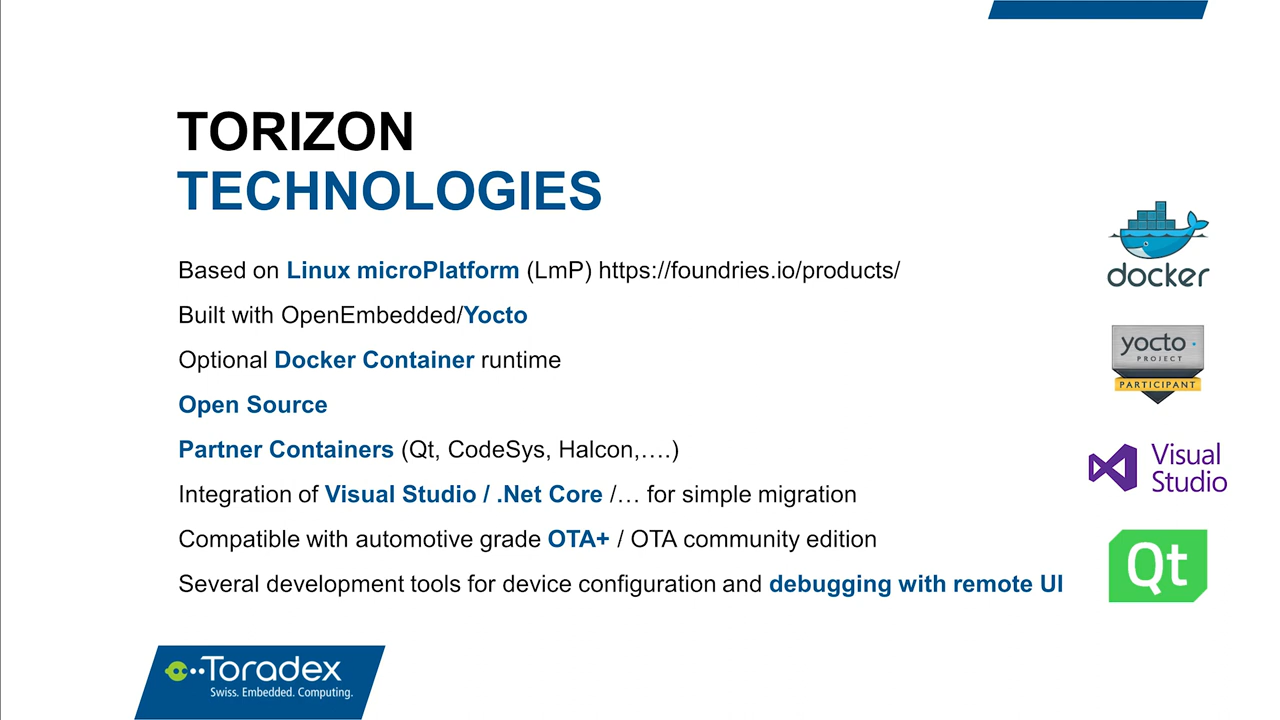 TORIZON
TECHNOLOGIES
Based on Linux microPlatform (LmP) https://foundries.io/products/
Built with OpenEmbedded/Yocto
Optional Docker Container runtime
Open Source
Partner Containers (Qt, CodeSys, Halcon,….)
Integration of Visual Studio / .Net Core /… for simple migration
Compatible with automotive grade OTA+ / OTA community edition
Several development tools for device configuration and debugging with remote UI
docker
yocto
PROJECT
PARTICIPANT
Visual
Studio
Qt
Toradex
Swiss. Embedded. Computing.